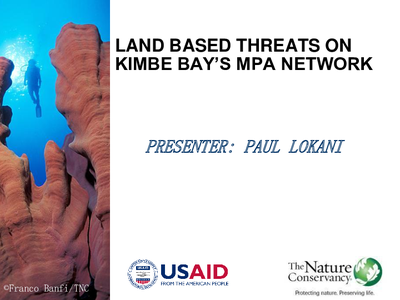 LAND BASED THREATS ON
KIMBE BAY’S MPA NETWORK
PRESENTER: PAUL LOKANI
©Franco Banfi/TNC
USAID
FROM THE AMERICAN PEOPLE
The Nature
Conservancy
Protecting nature. Preserving life.